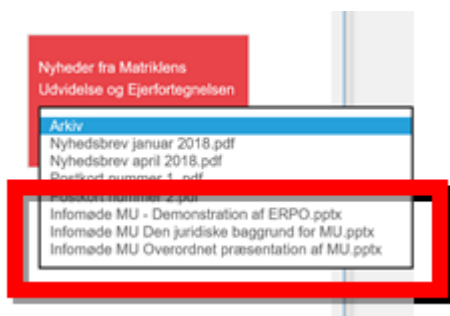 Nyheder fra Matriklens
Udvidelse og Ejerfortegnelsen
Arkiv
Nyhedsbrev januar 2018.pdf
Nyhedsbrev april 2018.pdf
Postkort nummer 1 .pdf
Postkort nummer 2.pdf
Infomøde MU - Demonstration af ERPO.pptx
Infomøde MU Den juridiske baggrund for MU.pptx
Infomøde MU Overordnet præsentation af MU.pptx